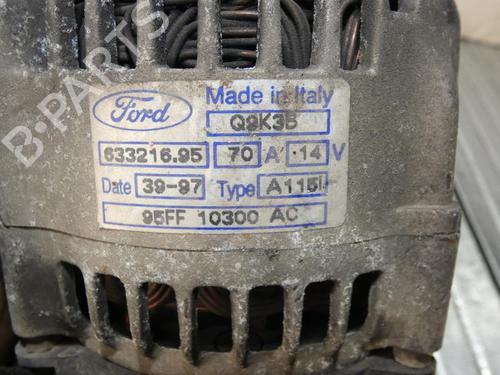 B-PARTS
Ford
Made in Italy
Q9K3B
633216.95 70 A 14 V
Date 39-97 Type A115I
95FF 10300 AC